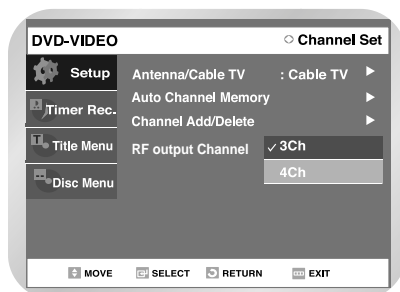 DVD-VIDEO Channel Set
Setup
Antenna/Cable TV : Cable TV
Auto Channel Memory
Timer Rec.
Channel Add/Delete
Title Menu
RF output Channel ✓ 3Ch
4Ch
Disc Menu
MOVE SELECT RETURN EXIT